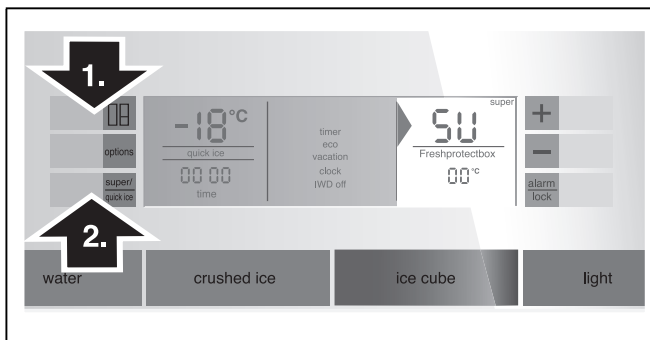 1.
-18°C
quick ice
00 00
time
timer
eco
vacation
clock
IWD off
super
SU
Freshprotectbox
00°C
+
-
options
super/
quick ice
alarm
lock
2.
water
crushed ice
ice cube
light